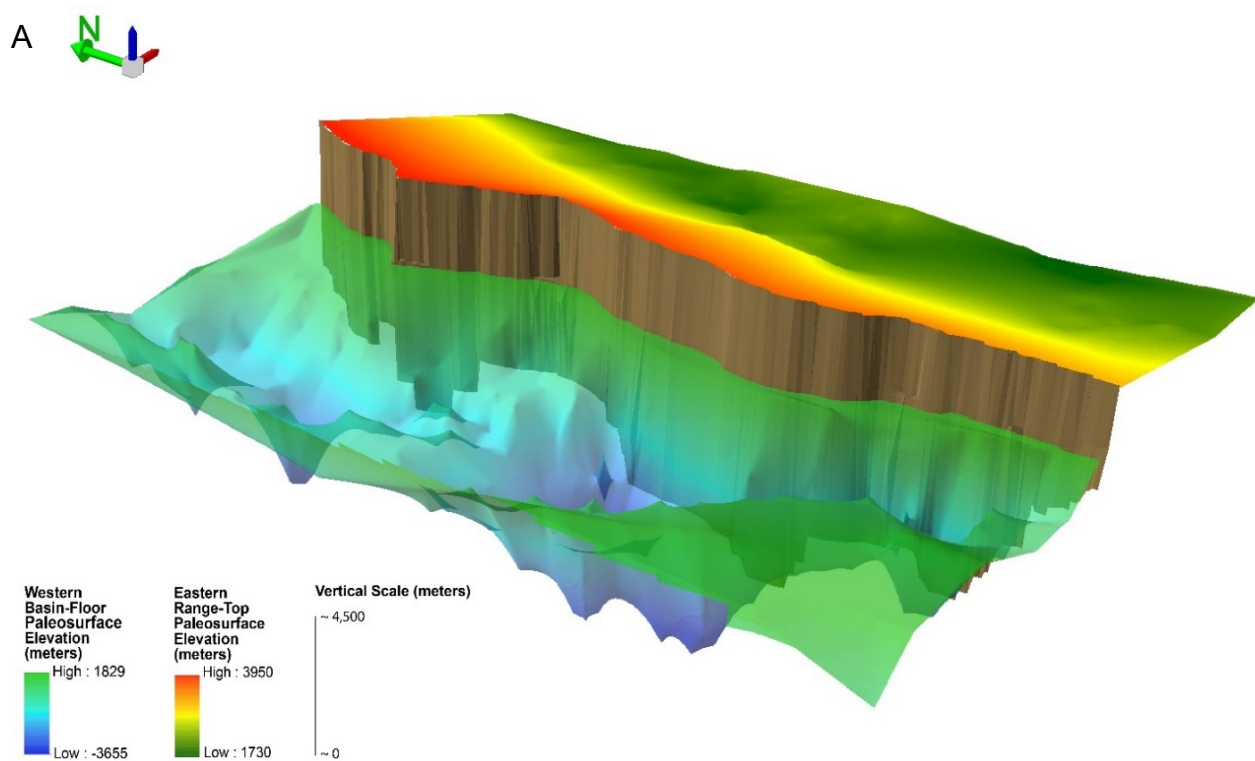 A
N
Western
Basin-Floor
Paleosurface
Elevation
(meters)
High : 1829
Low : -3655
Eastern
Range-Top
Paleosurface
Elevation
(meters)
High : 3950
Low : 1730
Vertical Scale (meters)
~ 4,500
~ 0